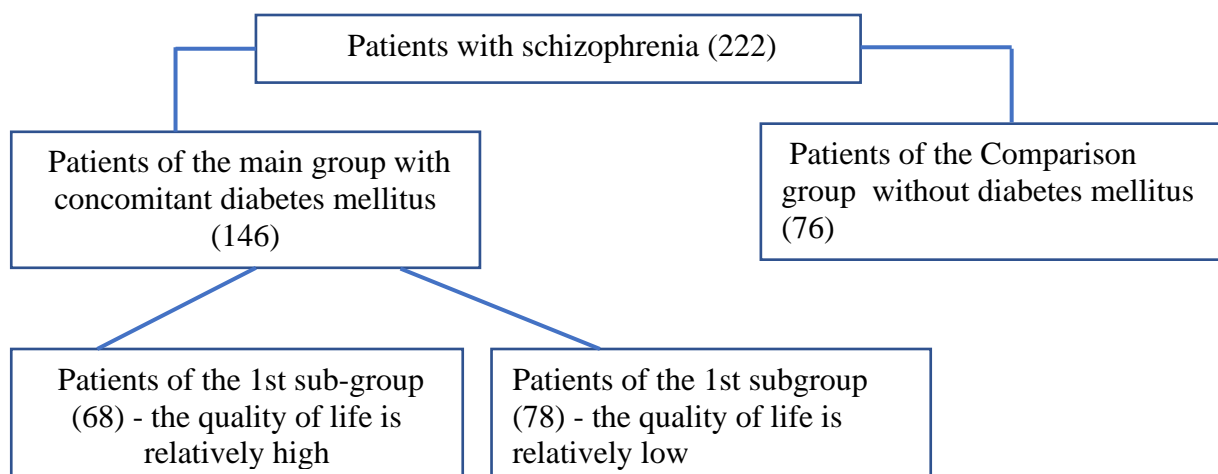 Patients with schizophrenia (222)
Patients of the main group with
concomitant diabetes mellitus
(146)
Patients of the Comparison
group without diabetes mellitus
(76)
Patients of the 1st sub-group
(68) - the quality of life is
relatively high
Patients of the 1st subgroup
(78) - the quality of life is
relatively low